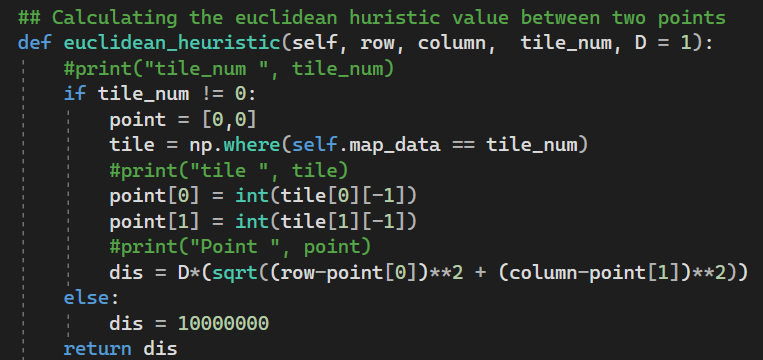 ## Calculating the euclidean huristic value between two points
def euclidean_heuristic(self, row, column,  tile_num, D = 1):
    #print("tile_num ", tile_num)
    if tile_num != 0:
        point = [0,0]
        tile = np.where(self.map_data == tile_num)
        #print("tile ", tile)
        point[0] = int(tile[0][-1])
        point[1] = int(tile[1][-1])
        #print("Point ", point)
        dis = D*(sqrt((row-point[0])**2 + (column-point[1])**2))
    else:
        dis = 10000000
    return dis